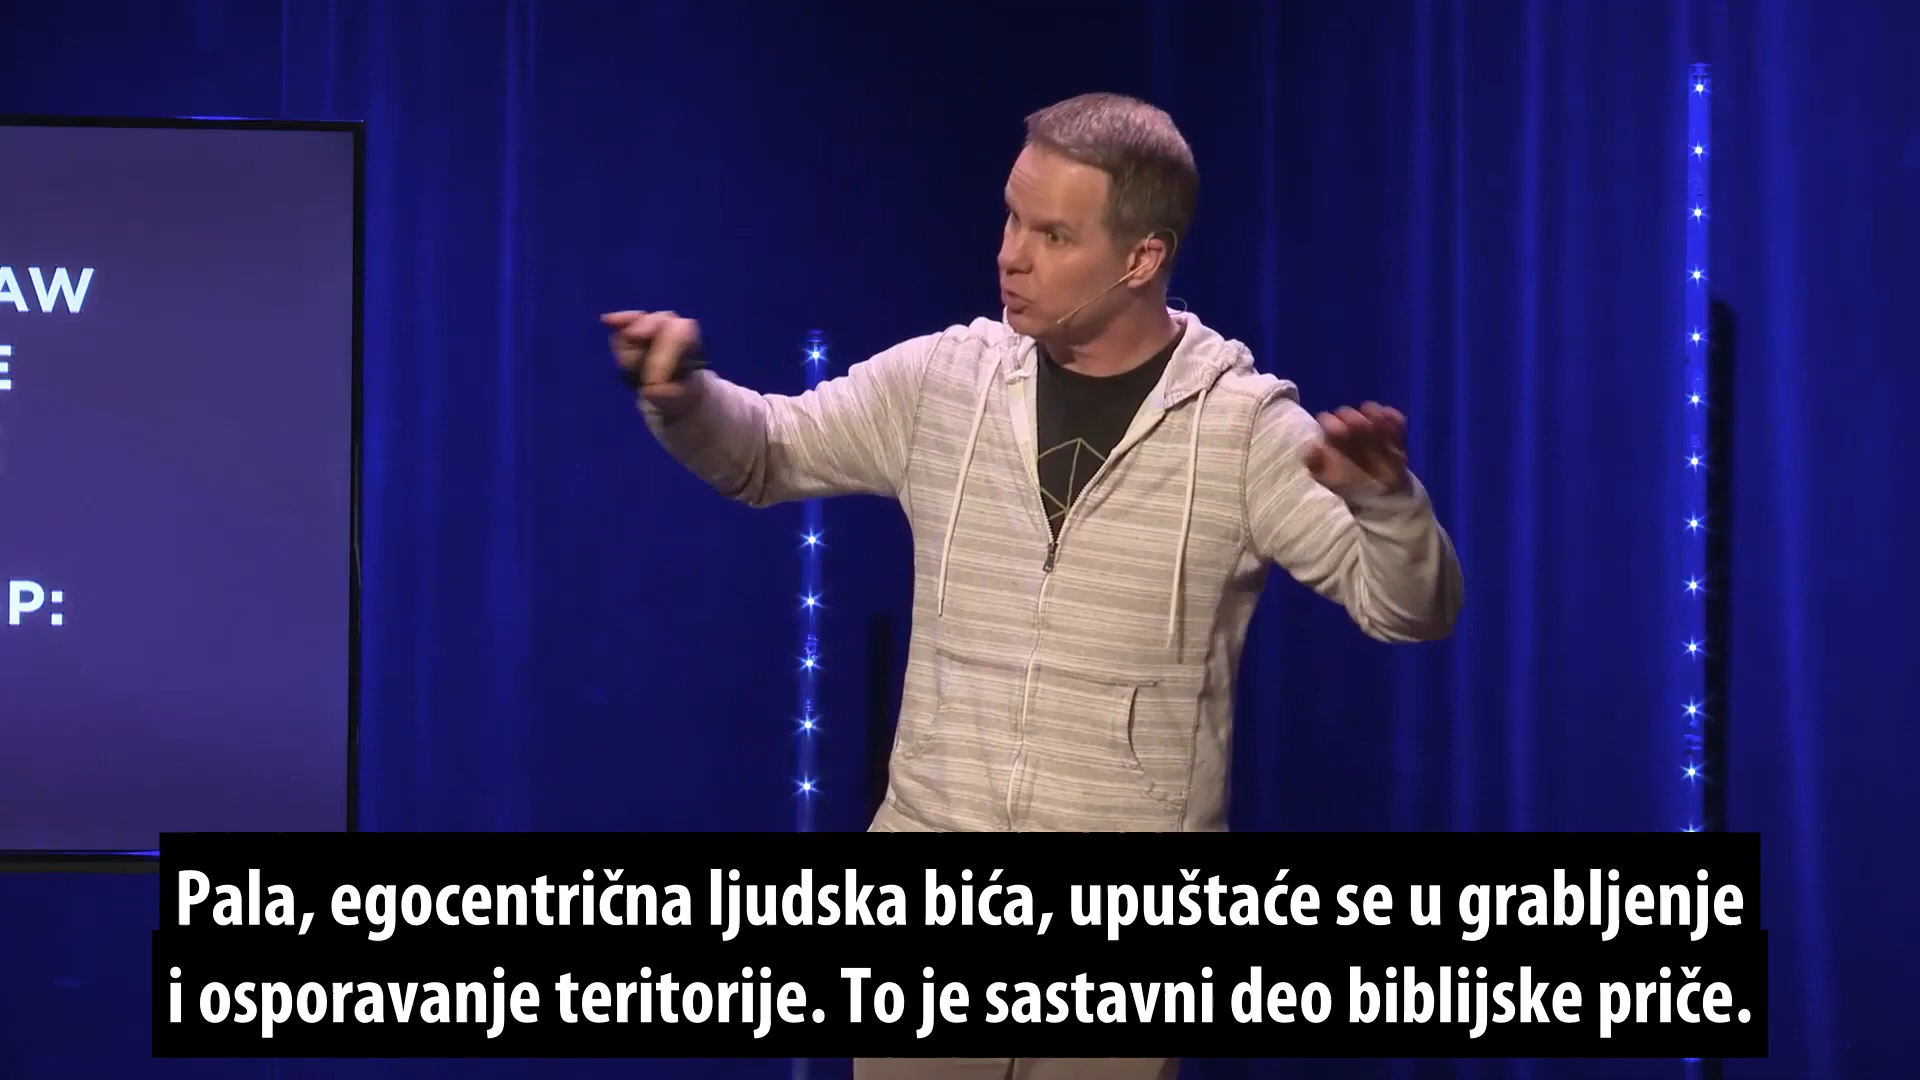 AW
E
P:
Pala, egocentrična ljudska bića, upuštaće se u grabljenje
i osporavanje teritorije. To je sastavni deo biblijske priče.